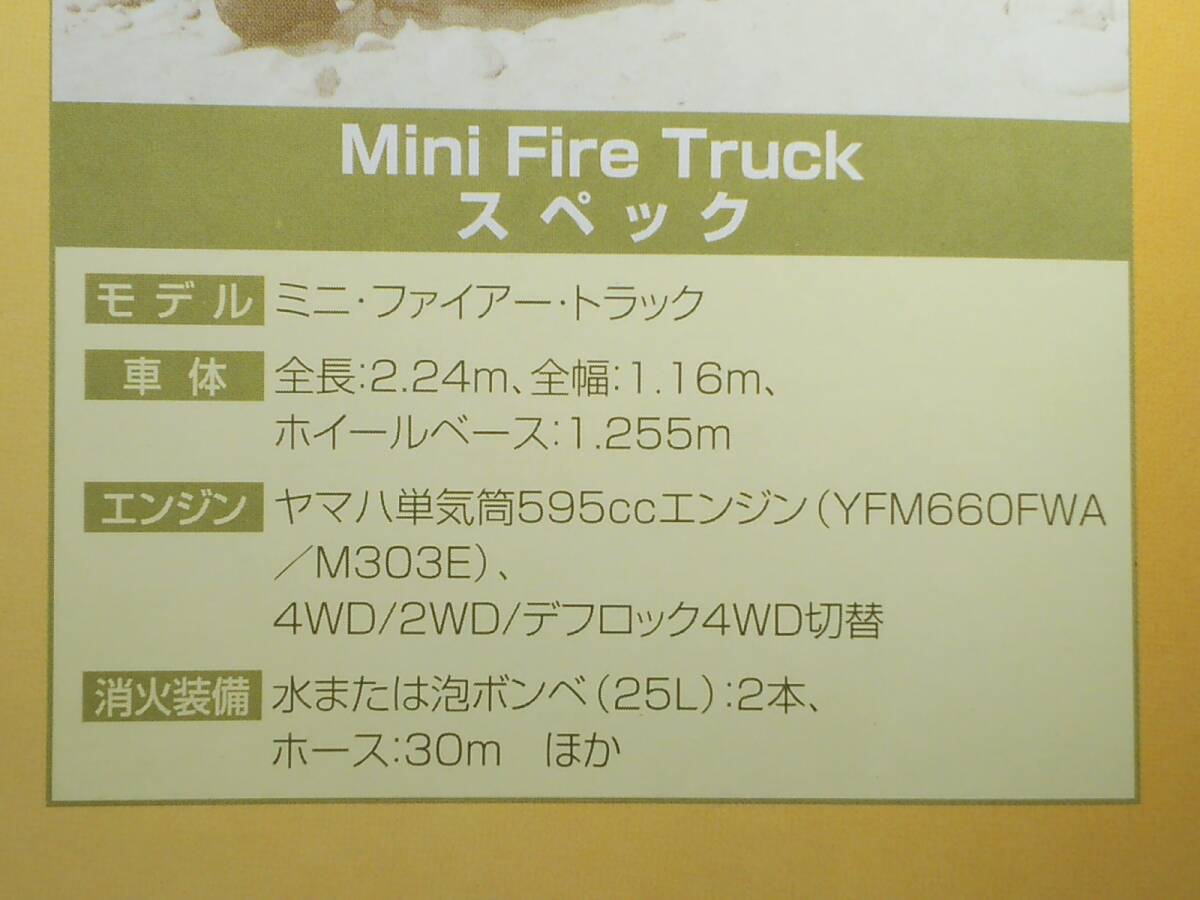 Mini Fire Truck
スペック
モデル ミニ・ファイアー・トラック
車体 全長:2.24m、全幅:1.16m、
ホイールベース:1.255m
エンジン ヤマハ単気筒595ccエンジン(YFM660FWA
/M303E)、
4WD/2WD/デフロック4WD切替
消火装備 水または泡ボンベ(25L):2本、
ホース:30m ほか